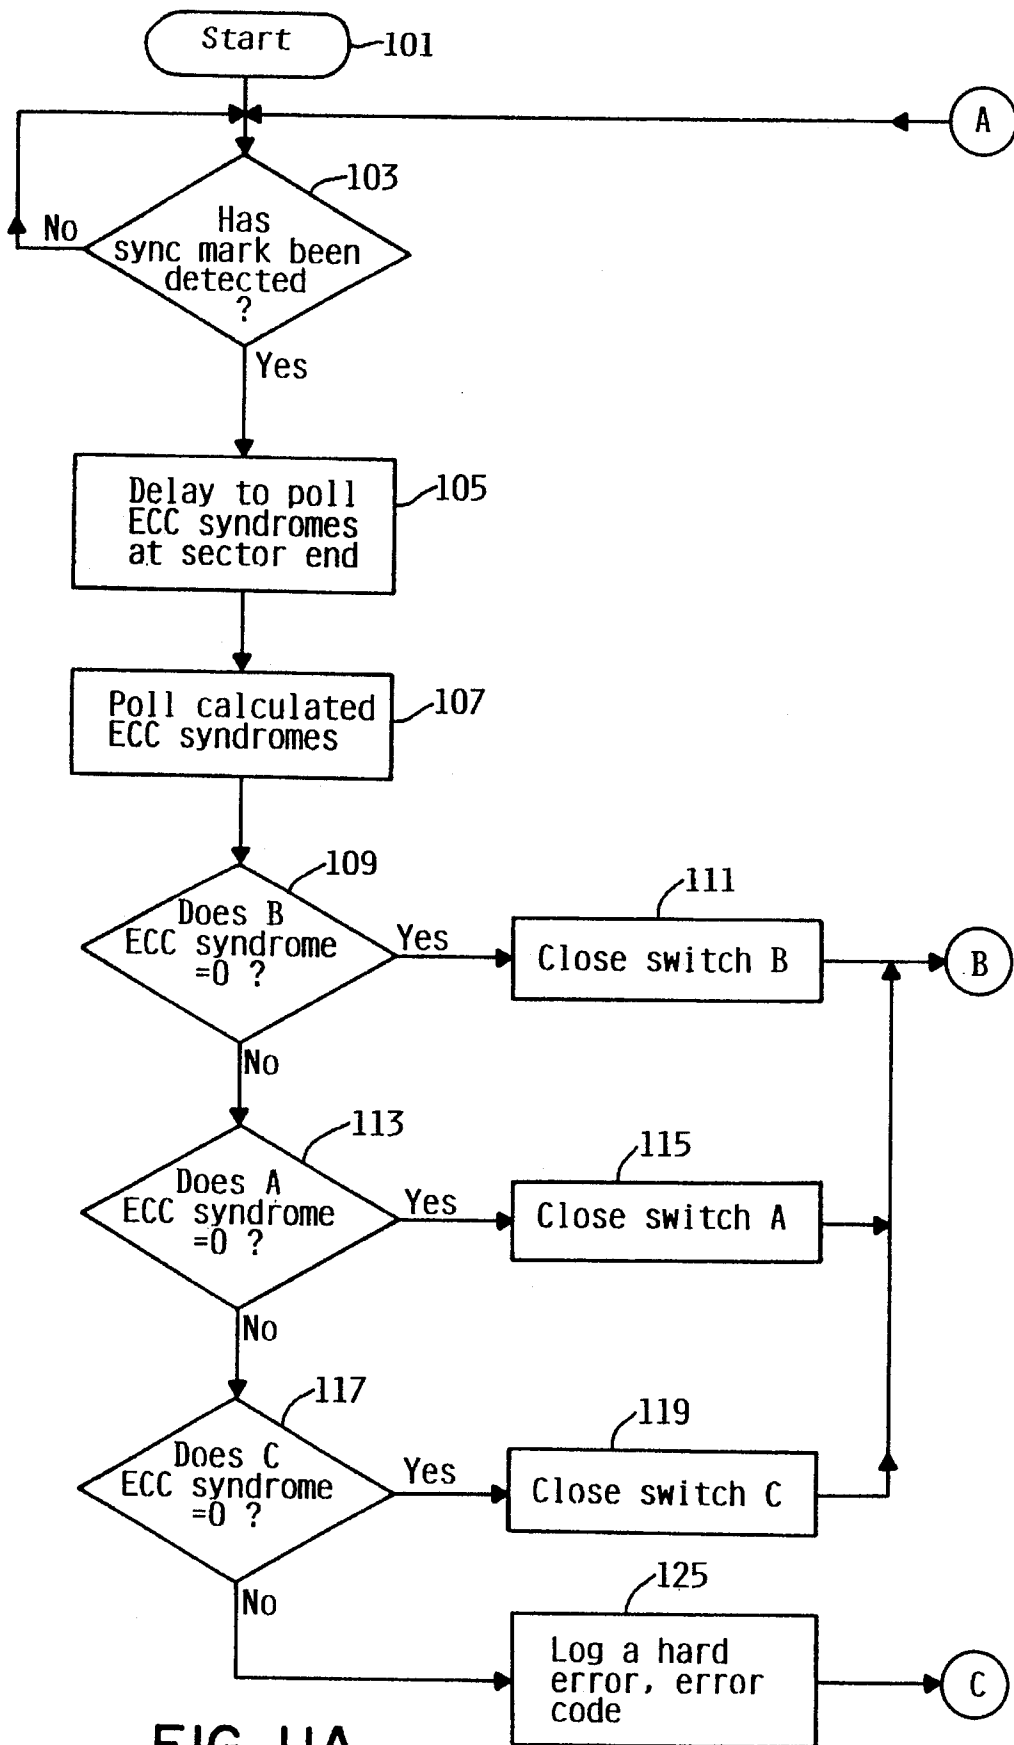 Start
101
A
103
Has
sync mark been
detected
?
No
Yes
Delay to poll
ECC syndromes
at sector end
105
Poll calculated
ECC syndromes
107
109
Does B
ECC syndrome
=0 ?
Yes
111
Close switch B
B
No
113
Does A
ECC syndrome
=0 ?
Yes
115
Close switch A
No
117
Does C
ECC syndrome
=0 ?
Yes
119
Close switch C
No
125
Log a hard
error, error
code
C
FIG. 11A